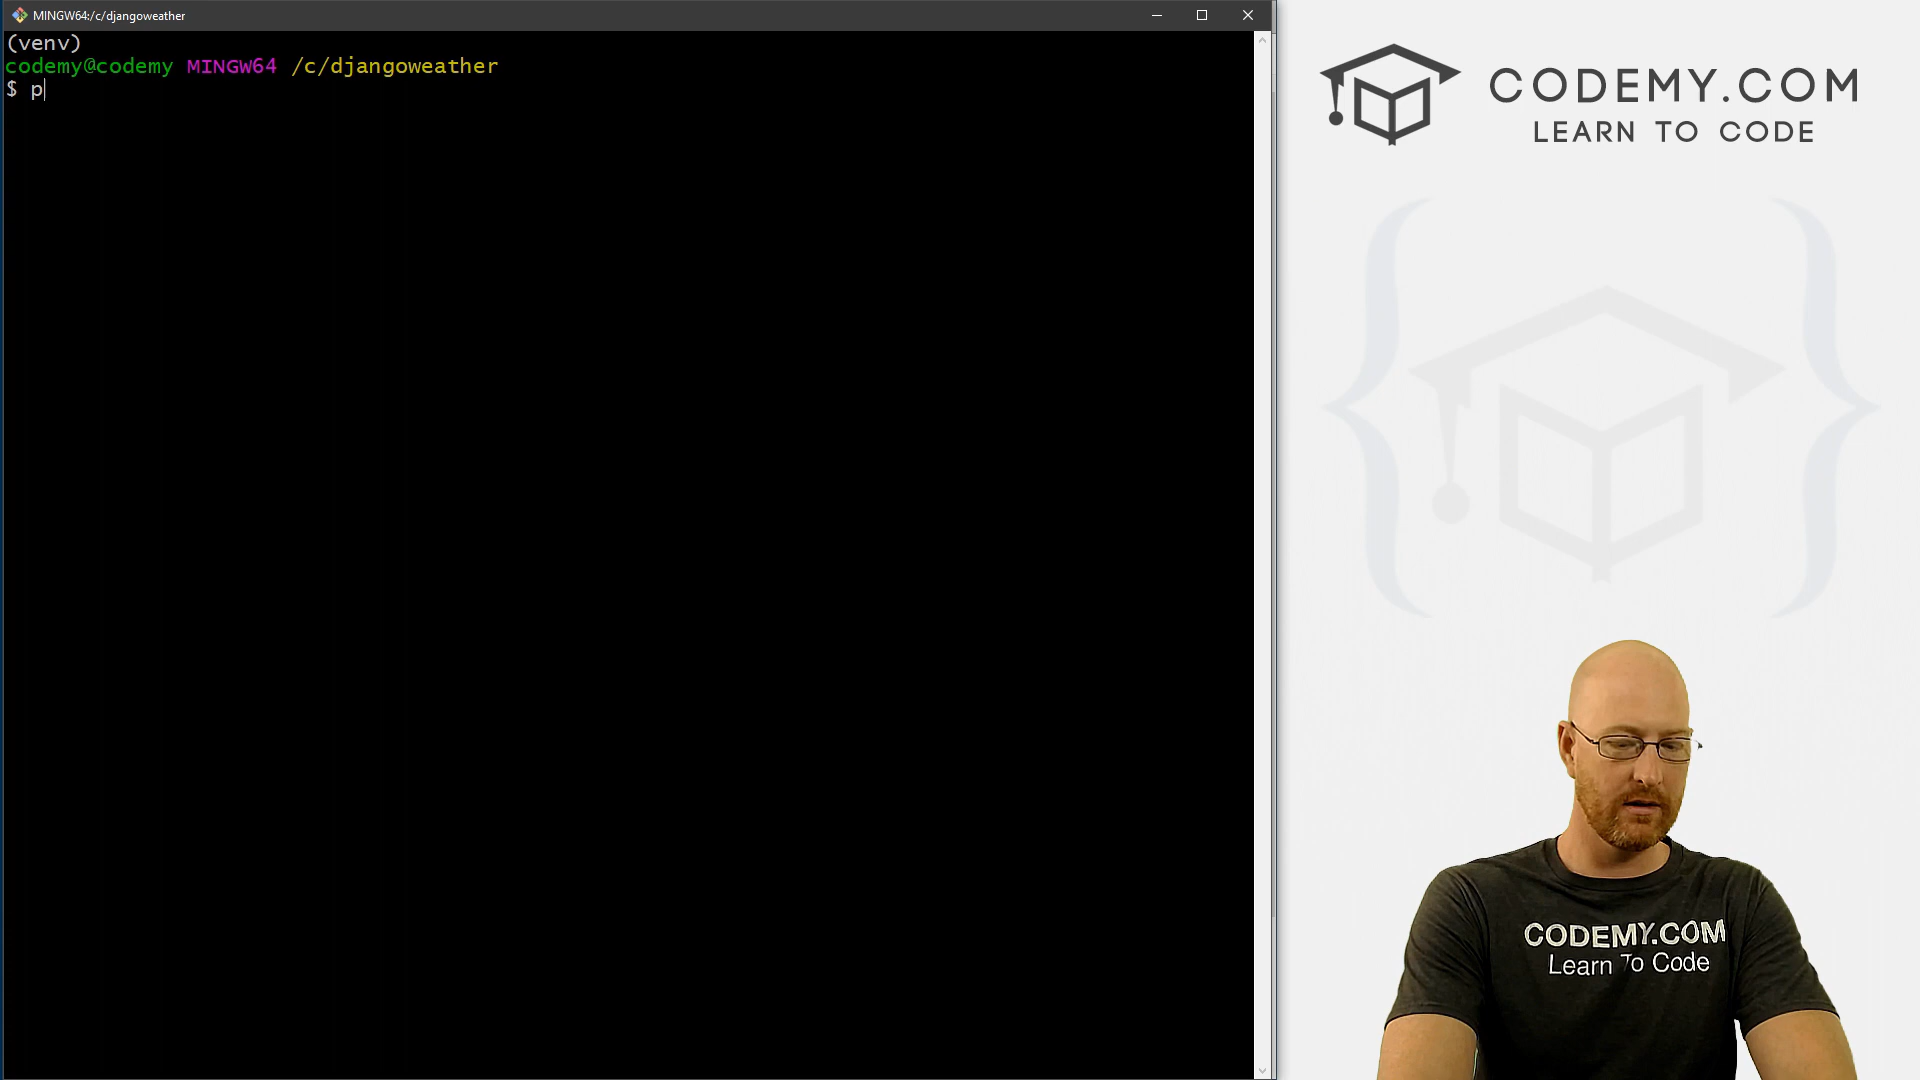 MINGW64:/c/djangoweather
(venv)
codemy@codemy MINGW64 /c/djangoweather
$ p
CODEMY.COM
LEARN TO CODE
CODEMY.COM
Learn To Code